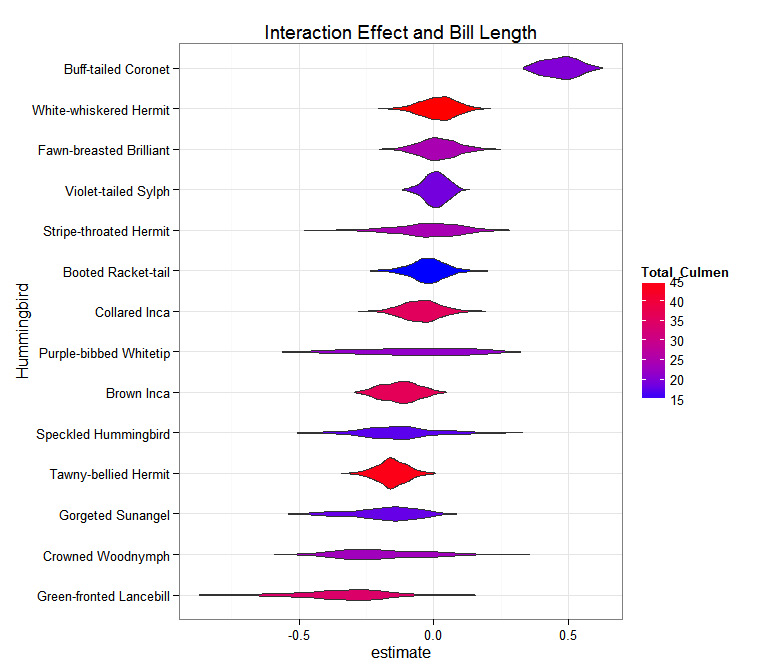 Interaction Effect and Bill Length
Hummingbird
Buff-tailed Coronet
White-whiskered Hermit
Fawn-breasted Brilliant
Violet-tailed Sylph
Stripe-throated Hermit
Booted Racket-tail
Collared Inca
Purple-bibbed Whitetip
Brown Inca
Speckled Hummingbird
Tawny-bellied Hermit
Gorgeted Sunangel
Crowned Woodnymph
Green-fronted Lancebill
-0.5 0.0 0.5
estimate
Total_Culmen
45
40
35
30
25
20
15